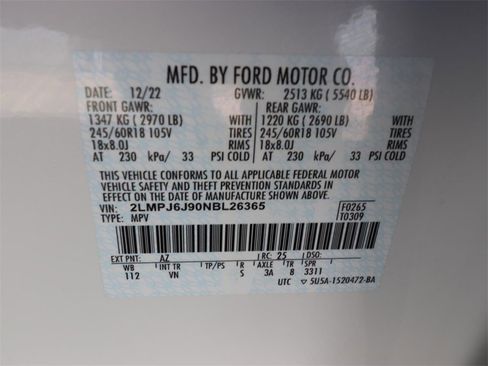 MFD. BY FORD MOTOR CO.
DATE: 12/22 GVWR: 2513 KG ( 5540 LB)
FRONT GAWR: REAR GAWR:
1347 KG ( 2970 LB) 1220 KG ( 2690 LB)
245/60R18 105V TIRES 245/60R18 105V TIRES
18x8.0J RIMS 18x8.0J RIMS
AT 230 kPa/ 33 PSI COLD AT 230 kPa/ 33 PSI COLD
THIS VEHICLE CONFORMS TO ALL APPLICABLE FEDERAL MOTOR
VEHICLE SAFETY AND THEFT PREVENTION STANDARDS IN
EFFECT ON THE DATE OF MANUFACTURE SHOWN ABOVE.
VIN: 2LMPJ6J90NBL26365 F0265
TYPE: MPV T0309
EXT PNT: AZ RC: 25 DSO:
WB INT TR TP/PS R AXLE TR SPR
112 VN S 3A 8 3311
UTC ▽ 5U5A-1520472-BA